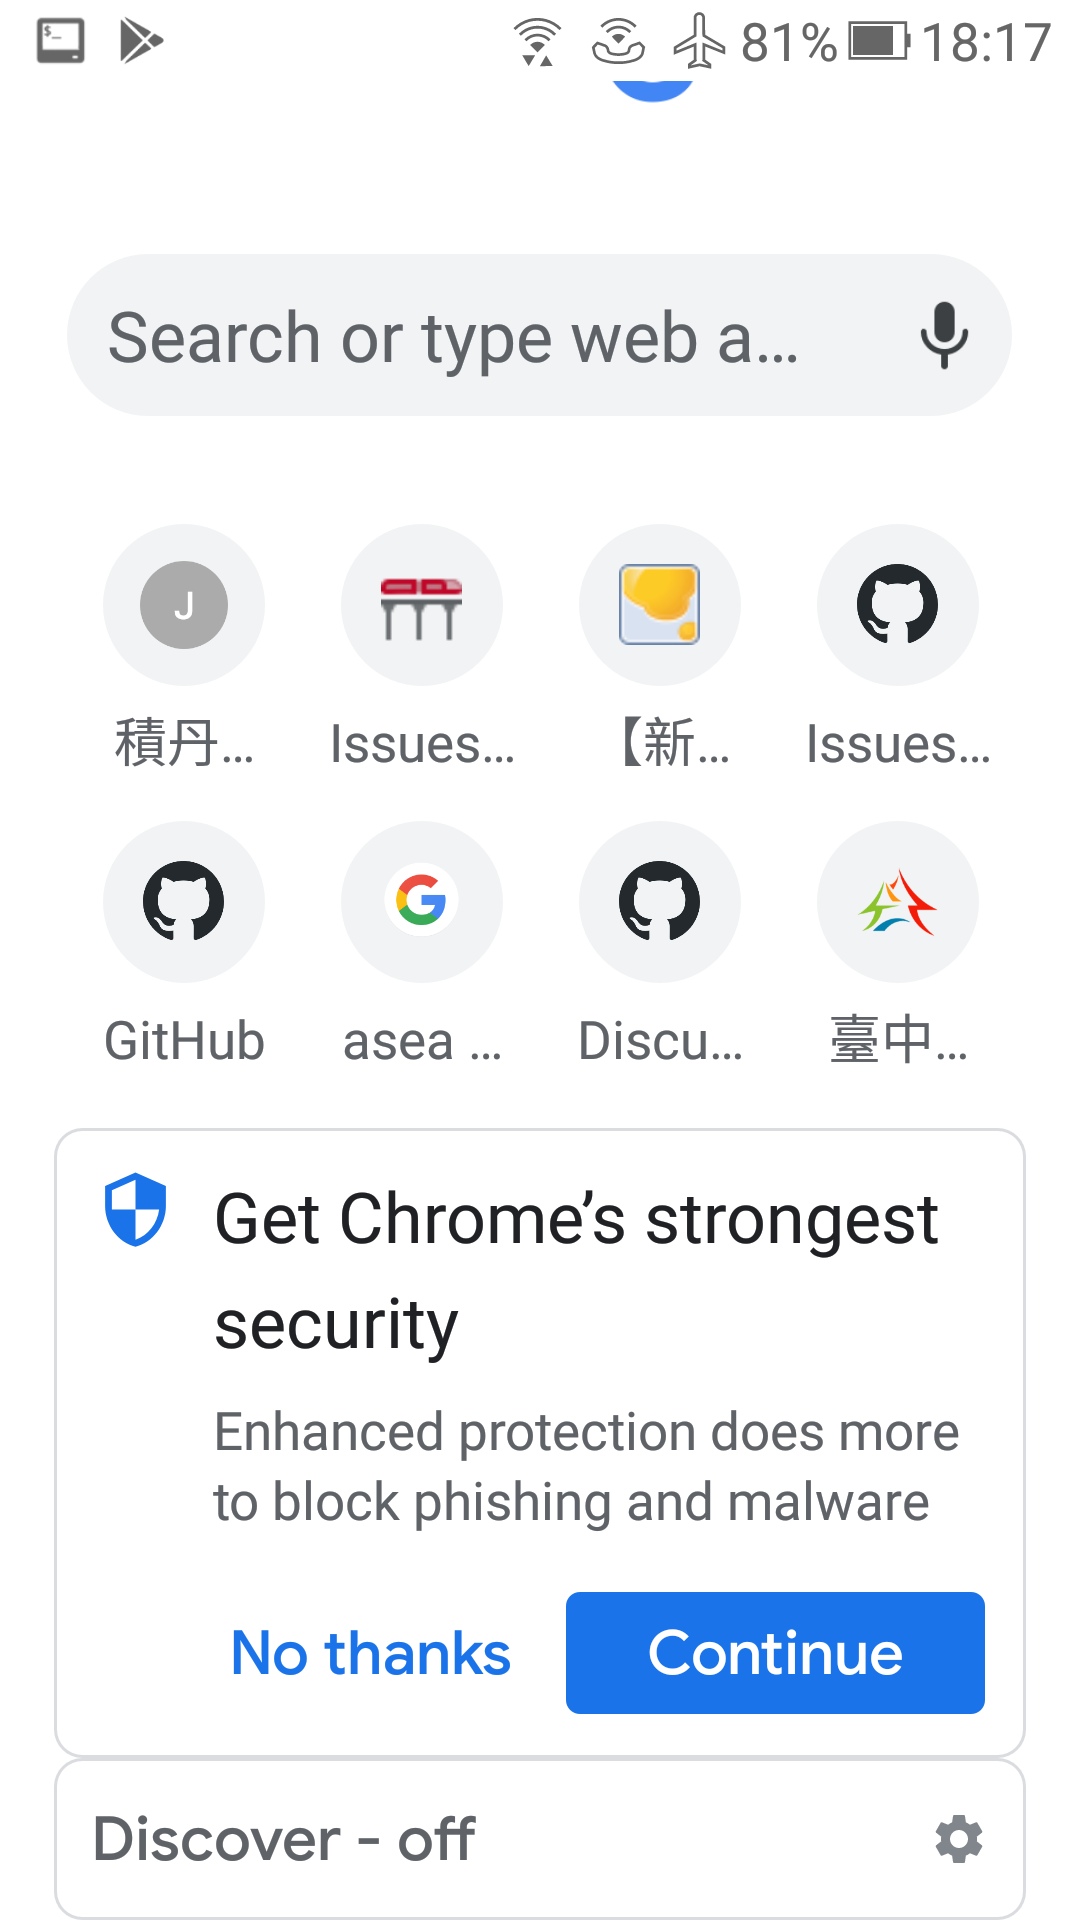 81% 18:17
Search or type web a…
J
積丹… Issues… 【新… Issues…
GitHub asea … Discu… 臺中…
Get Chrome’s strongest
security
Enhanced protection does more
to block phishing and malware
No thanks Continue
Discover - off